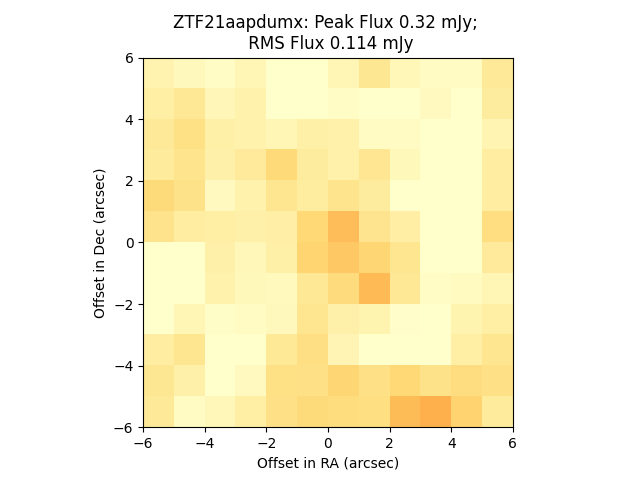 ZTF21aapdumx: Peak Flux 0.32 mJy;
RMS Flux 0.114 mJy
6
4
2
0
−2
−4
−6
Offset in Dec (arcsec)
−6 −4 −2 0 2 4 6
Offset in RA (arcsec)